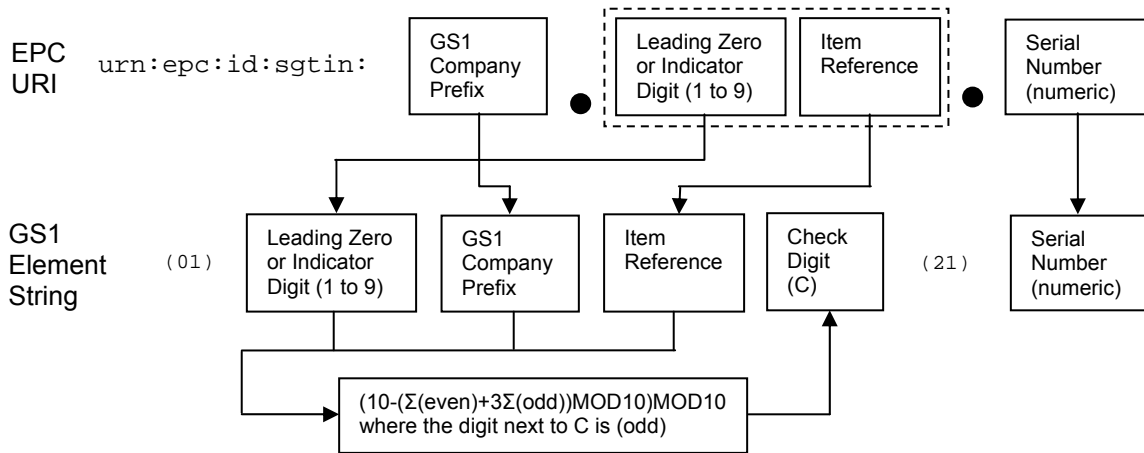 EPC
URI
urn:epc:id:sgtin:
GS1
Company
Prefix
Leading Zero
or Indicator
Digit (1 to 9)
Item
Reference
Serial
Number
(numeric)
GS1
Element
String
(01)
Leading Zero
or Indicator
Digit (1 to 9)
GS1
Company
Prefix
Item
Reference
Check
Digit
(C)
(21)
Serial
Number
(numeric)
(10-(Σ(even)+3Σ(odd))MOD10)MOD10
where the digit next to C is (odd)